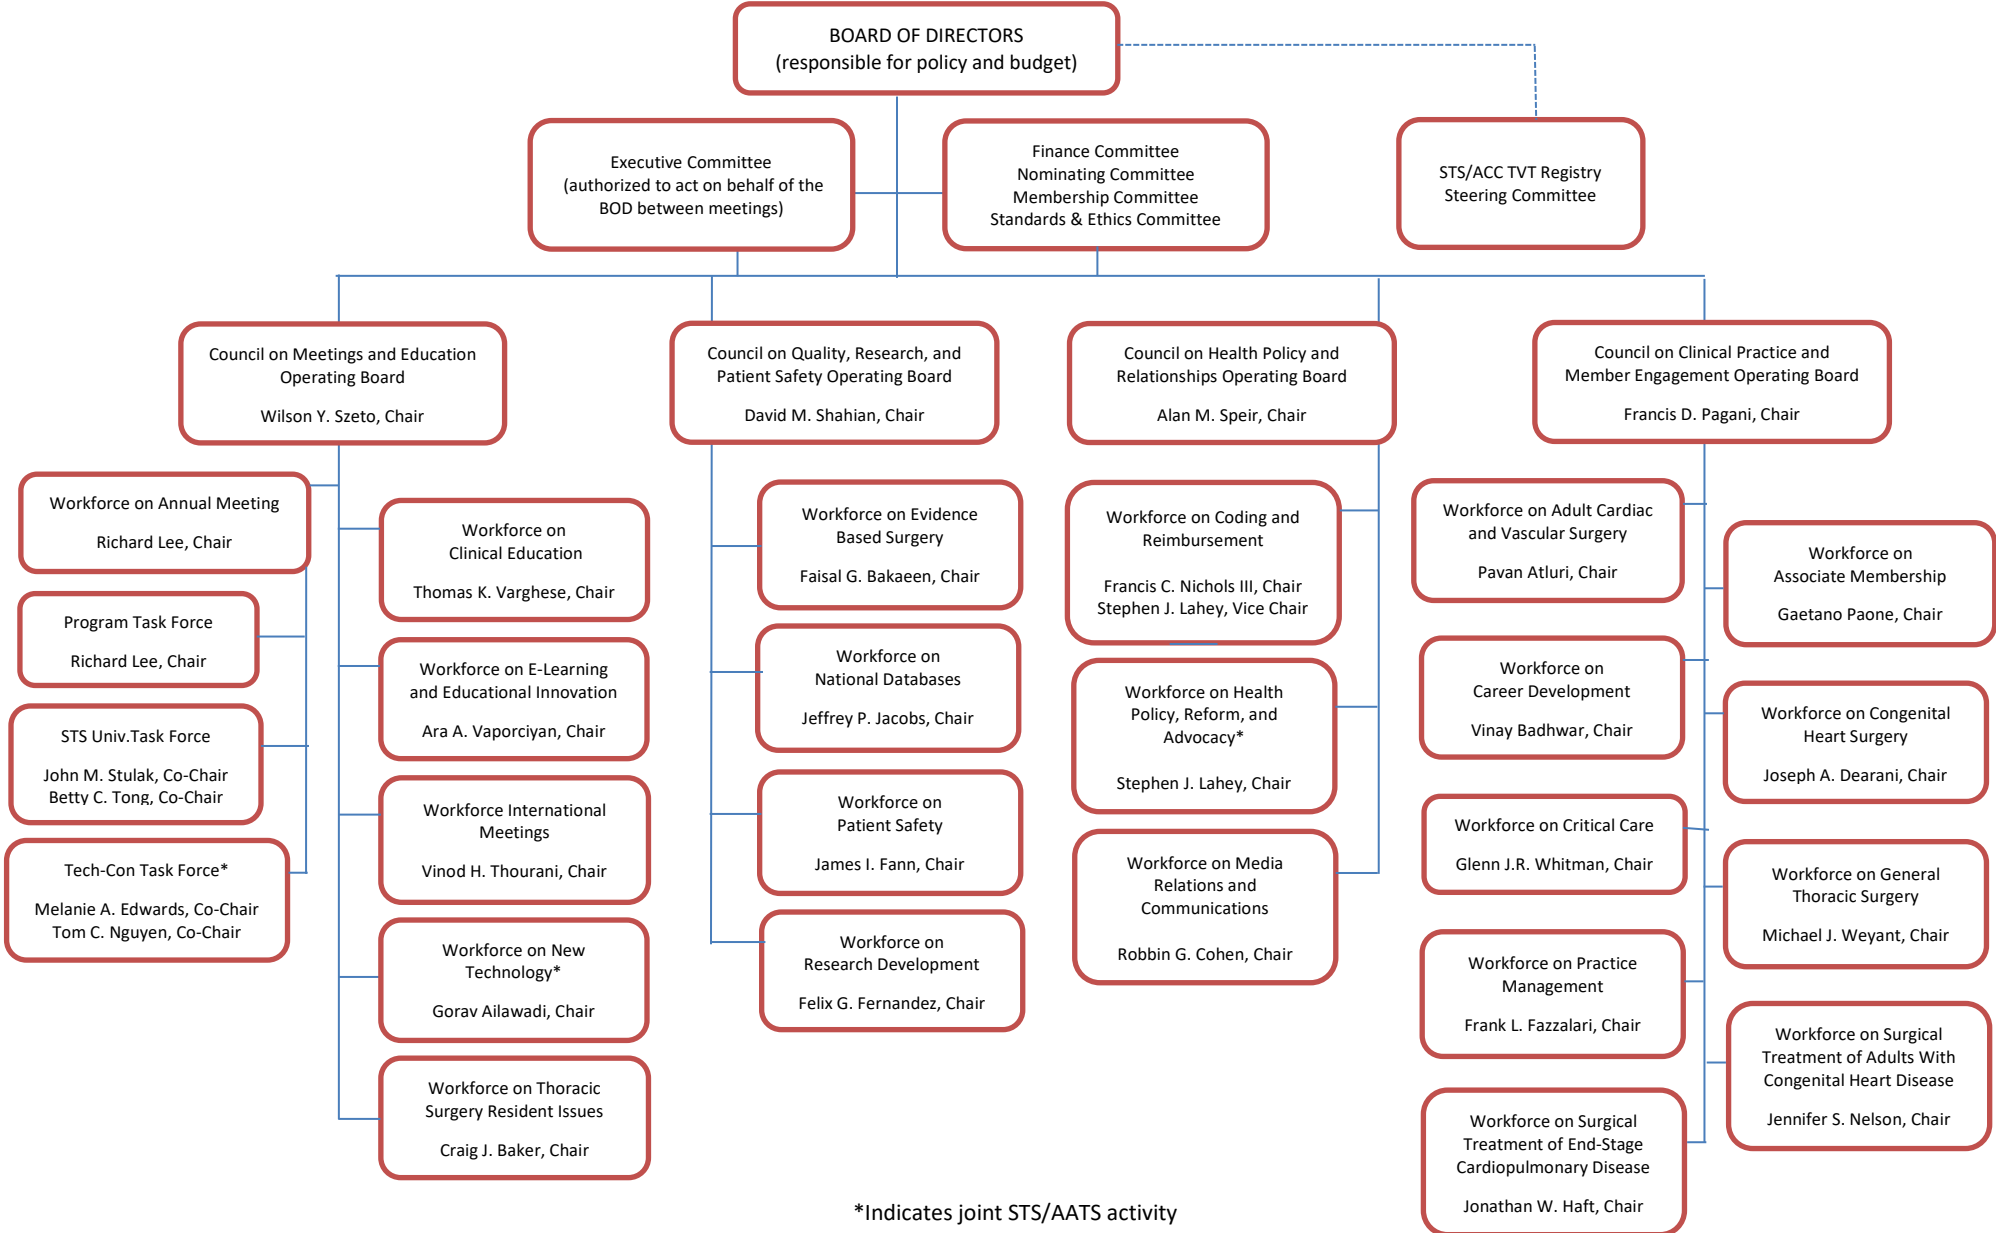 BOARD OF DIRECTORS
(responsible for policy and budget)
Executive Committee
(authorized to act on behalf of the
BOD between meetings)
Finance Committee
Nominating Committee
Membership Committee
Standards & Ethics Committee
STS/ACC TVT Registry
Steering Committee
Council on Meetings and Education
Operating Board
Wilson Y. Szeto, Chair
Council on Quality, Research, and
Patient Safety Operating Board
David M. Shahian, Chair
Council on Health Policy and
Relationships Operating Board
Alan M. Speir, Chair
Council on Clinical Practice and
Member Engagement Operating Board
Francis D. Pagani, Chair
Workforce on Annual Meeting
Richard Lee, Chair
Program Task Force
Richard Lee, Chair
STS Univ.Task Force
John M. Stulak, Co-Chair
Betty C. Tong, Co-Chair
Tech-Con Task Force*
Melanie A. Edwards, Co-Chair
Tom C. Nguyen, Co-Chair
Workforce on
Clinical Education
Thomas K. Varghese, Chair
Workforce on E-Learning
and Educational Innovation
Ara A. Vaporciyan, Chair
Workforce International
Meetings
Vinod H. Thourani, Chair
Workforce on New
Technology*
Gorav Ailawadi, Chair
Workforce on Thoracic
Surgery Resident Issues
Craig J. Baker, Chair
Workforce on Evidence
Based Surgery
Faisal G. Bakaeen, Chair
Workforce on
National Databases
Jeffrey P. Jacobs, Chair
Workforce on
Patient Safety
James I. Fann, Chair
Workforce on
Research Development
Felix G. Fernandez, Chair
Workforce on Coding and
Reimbursement
Francis C. Nichols III, Chair
Stephen J. Lahey, Vice Chair
Workforce on Health
Policy, Reform, and
Advocacy*
Stephen J. Lahey, Chair
Workforce on Media
Relations and
Communications
Robbin G. Cohen, Chair
Workforce on Adult Cardiac
and Vascular Surgery
Pavan Atluri, Chair
Workforce on
Career Development
Vinay Badhwar, Chair
Workforce on Critical Care
Glenn J.R. Whitman, Chair
Workforce on Practice
Management
Frank L. Fazzalari, Chair
Workforce on Surgical
Treatment of End-Stage
Cardiopulmonary Disease
Jonathan W. Haft, Chair
Workforce on
Associate Membership
Gaetano Paone, Chair
Workforce on Congenital
Heart Surgery
Joseph A. Dearani, Chair
Workforce on General
Thoracic Surgery
Michael J. Weyant, Chair
Workforce on Surgical
Treatment of Adults With
Congenital Heart Disease
Jennifer S. Nelson, Chair
*Indicates joint STS/AATS activity